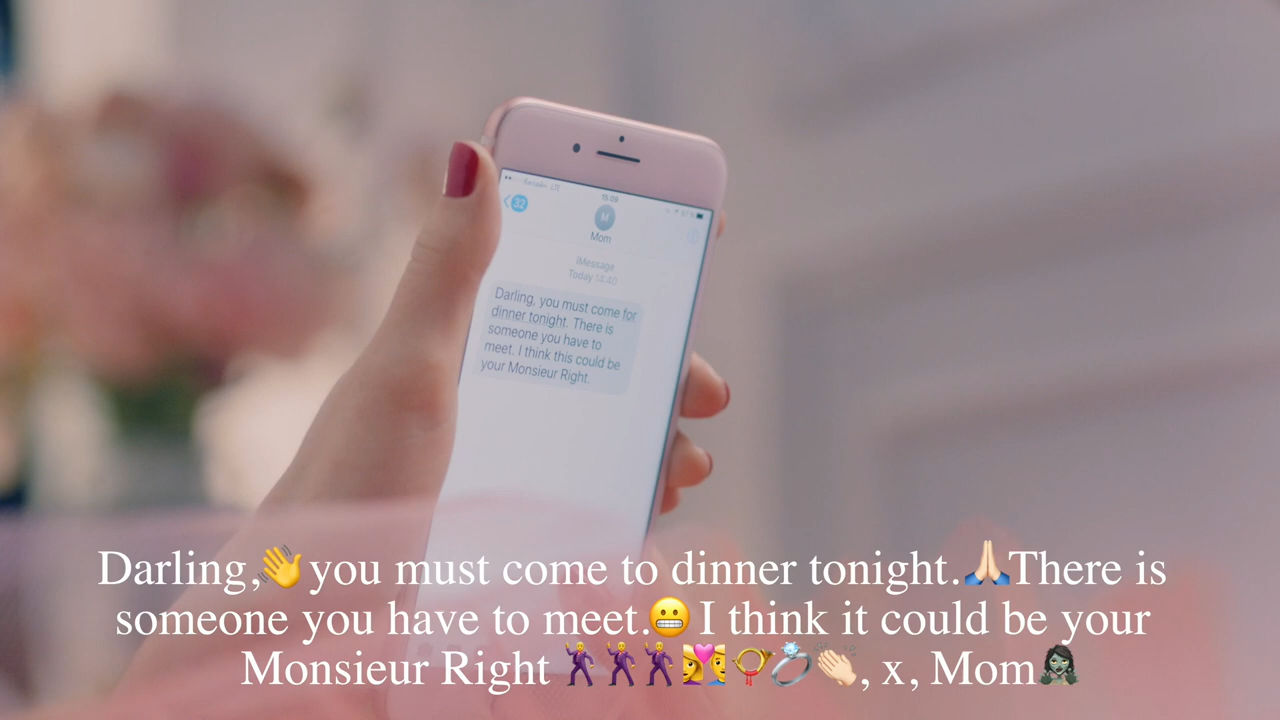 15:09
32
M
Mom
iMessage
Today 14:40
Darling, you must come for
dinner tonight. There is
someone you have to
meet. I think this could be
your Monsieur Right.
Darling,👋 you must come to dinner tonight.🙏🏻There is
someone you have to meet.😬 I think it could be your
Monsieur Right 🕺🕺🕺💑📯💍👏🏻, x, Mom🧟‍♀️